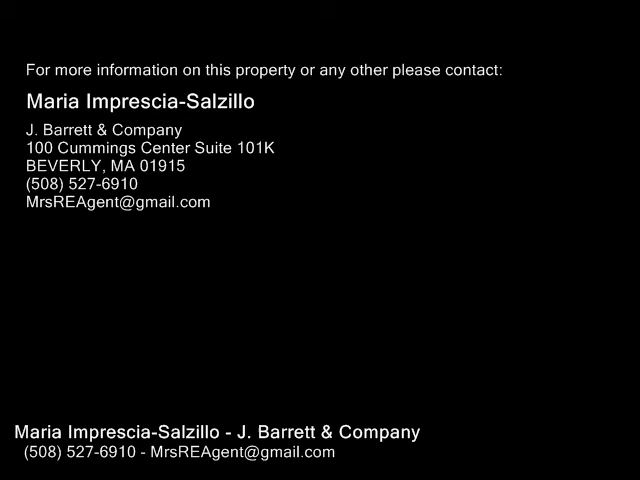 For more information on this property or any other please contact:
Maria Imprescia-Salzillo
J. Barrett & Company
100 Cummings Center Suite 101K
BEVERLY, MA 01915
(508) 527-6910
MrsREAgent@gmail.com
Maria Imprescia-Salzillo - J. Barrett & Company
(508) 527-6910 - MrsREAgent@gmail.com